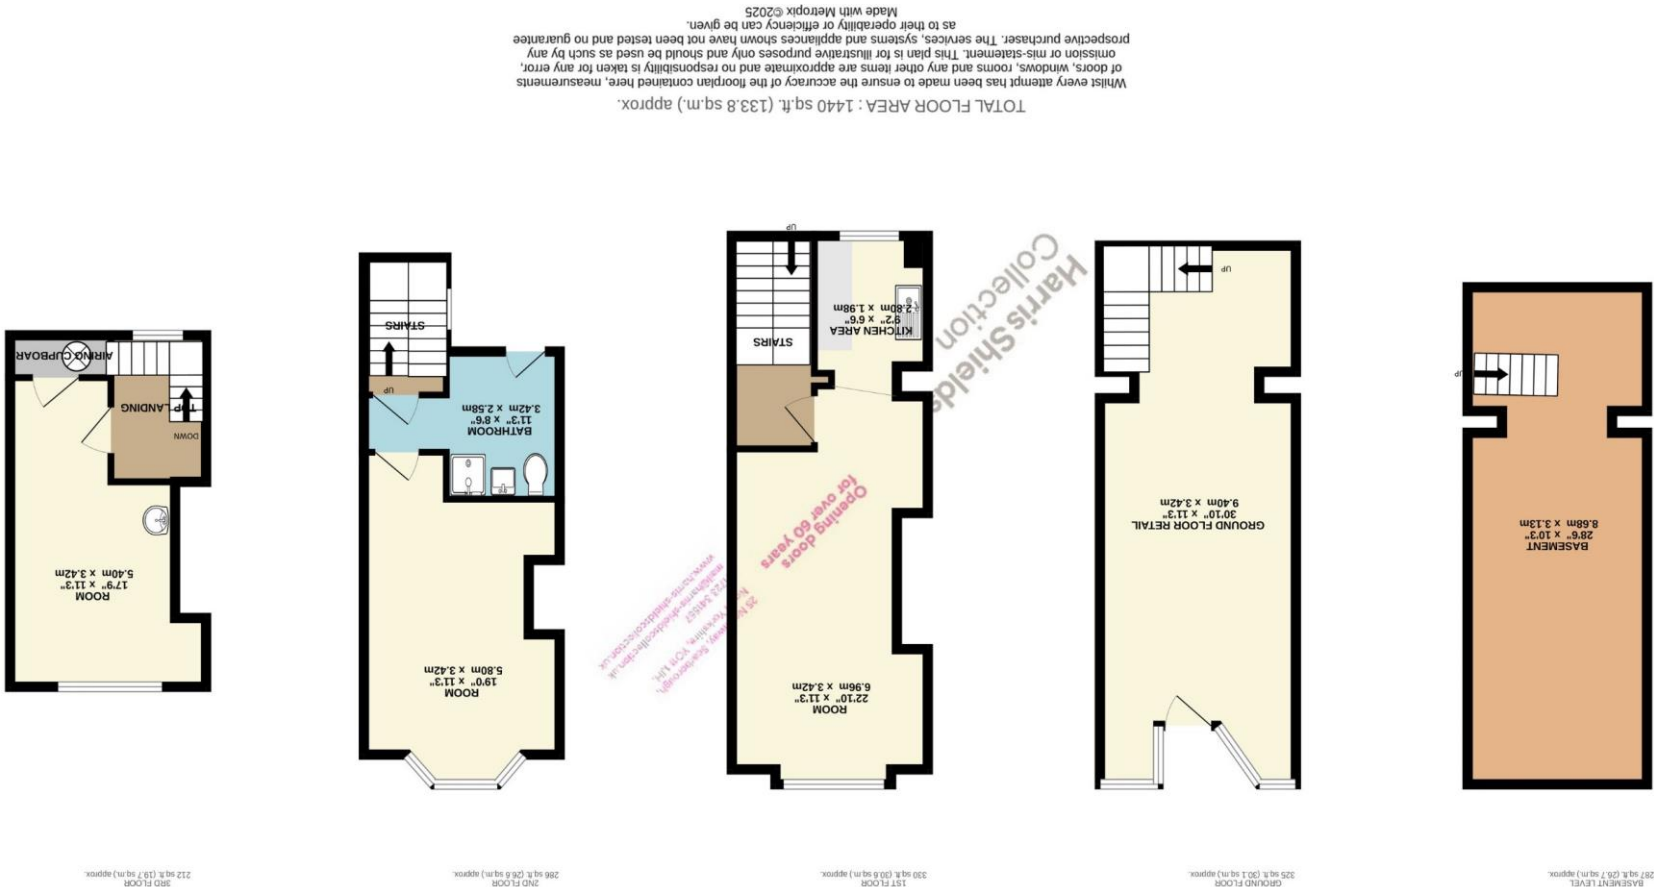 BASEMENT LEVEL
287 sq.ft. (26.7 sq.m.) approx.
GROUND FLOOR
325 sq.ft. (30.1 sq.m.) approx.
1ST FLOOR
330 sq.ft. (30.6 sq.m.) approx.
2ND FLOOR
286 sq.ft. (26.6 sq.m.) approx.
3RD FLOOR
212 sq.ft. (19.7 sq.m.) approx.
BASEMENT
28'6" x 10'3"
8.68m x 3.13m
UP
GROUND FLOOR RETAIL
30'10" x 11'3"
9.40m x 3.42m
UP
ROOM
22'10" x 11'3"
6.96m x 3.42m
STAIRS
KITCHEN AREA
9'2" x 6'6"
2.80m x 1.98m
UP
ROOM
19'0" x 11'3"
5.80m x 3.42m
BATHROOM
11'3" x 8'6"
3.42m x 2.58m
UP
STAIRS
ROOM
17'9" x 11'3"
5.40m x 3.42m
DOWN
TOP LANDING
AIRING CUPBOAR
HarrisShields
Collection
Opening doors
for over 60 years
TOTAL FLOOR AREA : 1440 sq.ft. (133.8 sq.m.) approx.
Whilst every attempt has been made to ensure the accuracy of the floorplan contained here, measurements
of doors, windows, rooms and any other items are approximate and no responsibility is taken for any error,
omission or mis-statement. This plan is for illustrative purposes only and should be used as such by any
prospective purchaser. The services, systems and appliances shown have not been tested and no guarantee
as to their operability or efficiency can be given.
Made with Metropix ©2025